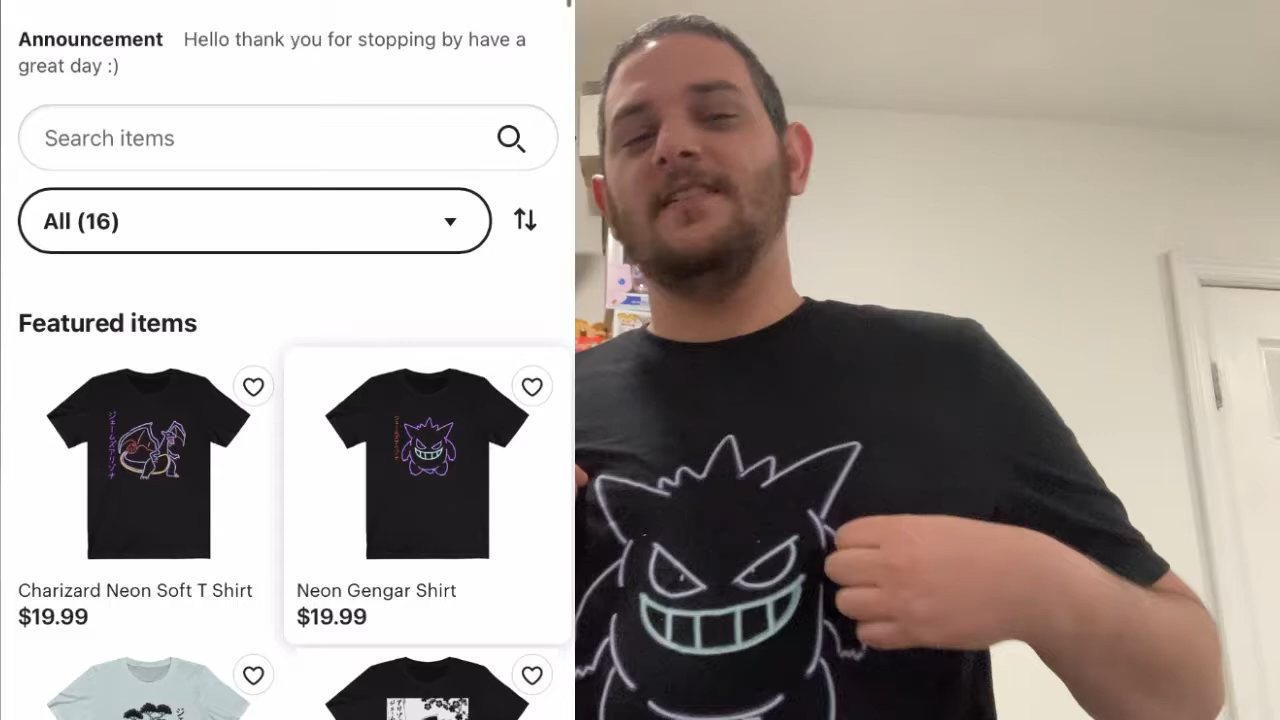 Announcement Hello thank you for stopping by have a
great day :)
Search items
All (16)
Featured items
Charizard Neon Soft T Shirt
$19.99
Neon Gengar Shirt
$19.99